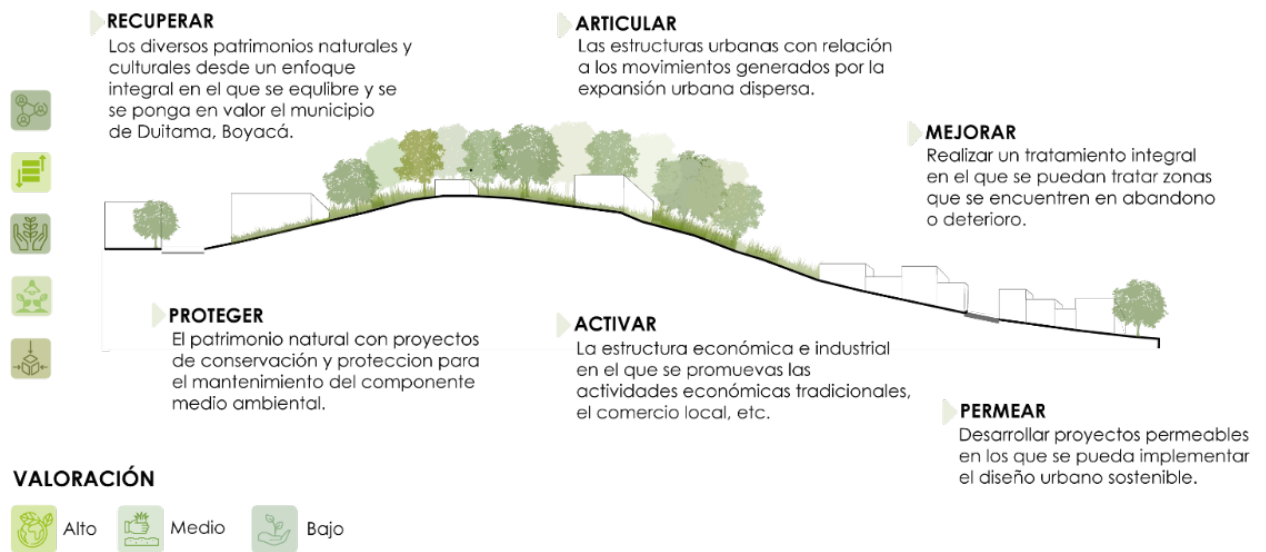 RECUPERAR
Los diversos patrimonios naturales y
culturales desde un enfoque
integral en el que se equlibre y se
se ponga en valor el municipio
de Duitama, Boyacá.
ARTICULAR
Las estructuras urbanas con relación
a los movimientos generados por la
expansión urbana dispersa.
MEJORAR
Realizar un tratamiento integral
en el que se puedan tratar zonas
que se encuentren en abandono
o deterioro.
PROTEGER
El patrimonio natural con proyectos
de conservación y proteccion para
el mantenimiento del componente
medio ambiental.
ACTIVAR
La estructura económica e industrial
en el que se promuevas las
actividades económicas tradicionales,
el comercio local, etc.
PERMEAR
Desarrollar proyectos permeables
en los que se pueda implementar
el diseño urbano sostenible.
VALORACIÓN
Alto Medio Bajo